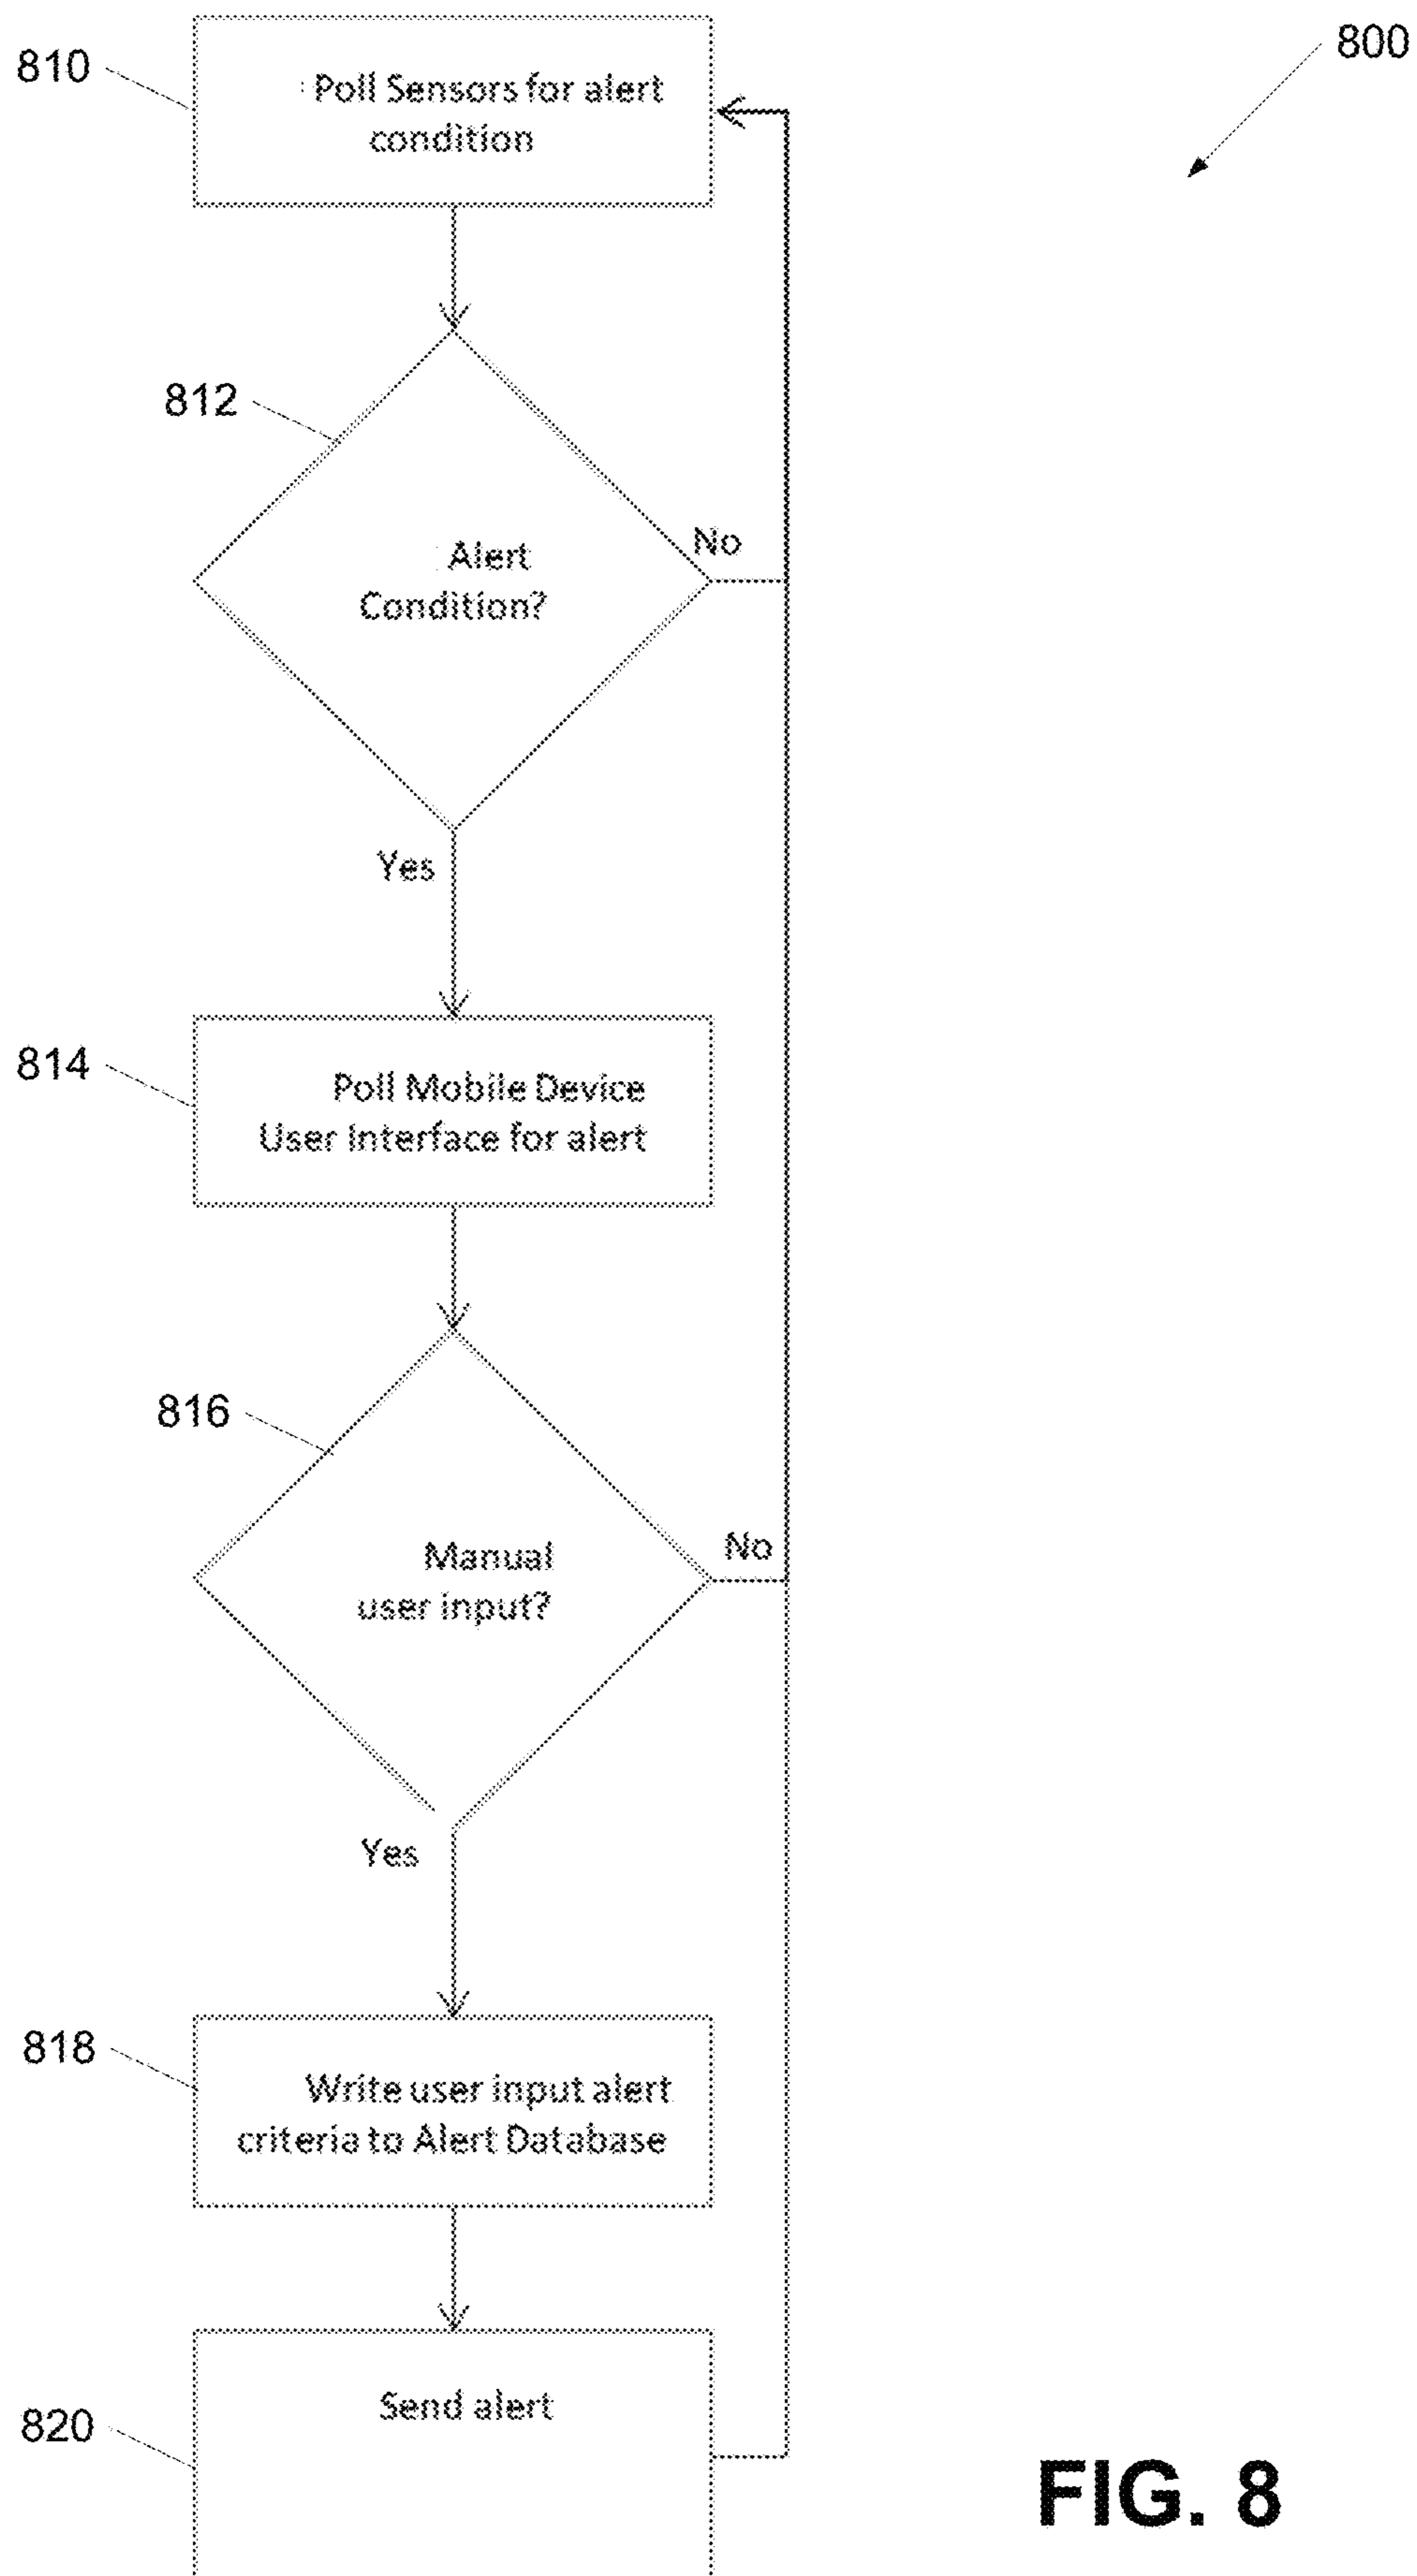 800
810
Poll Sensors for alert
condition
812
Alert
Condition?
No
Yes
814
Poll Mobile Device
User Interface for alert
816
Manual
user input?
No
Yes
818
Write user input alert
criteria to Alert Database
820
Send alert
FIG. 8